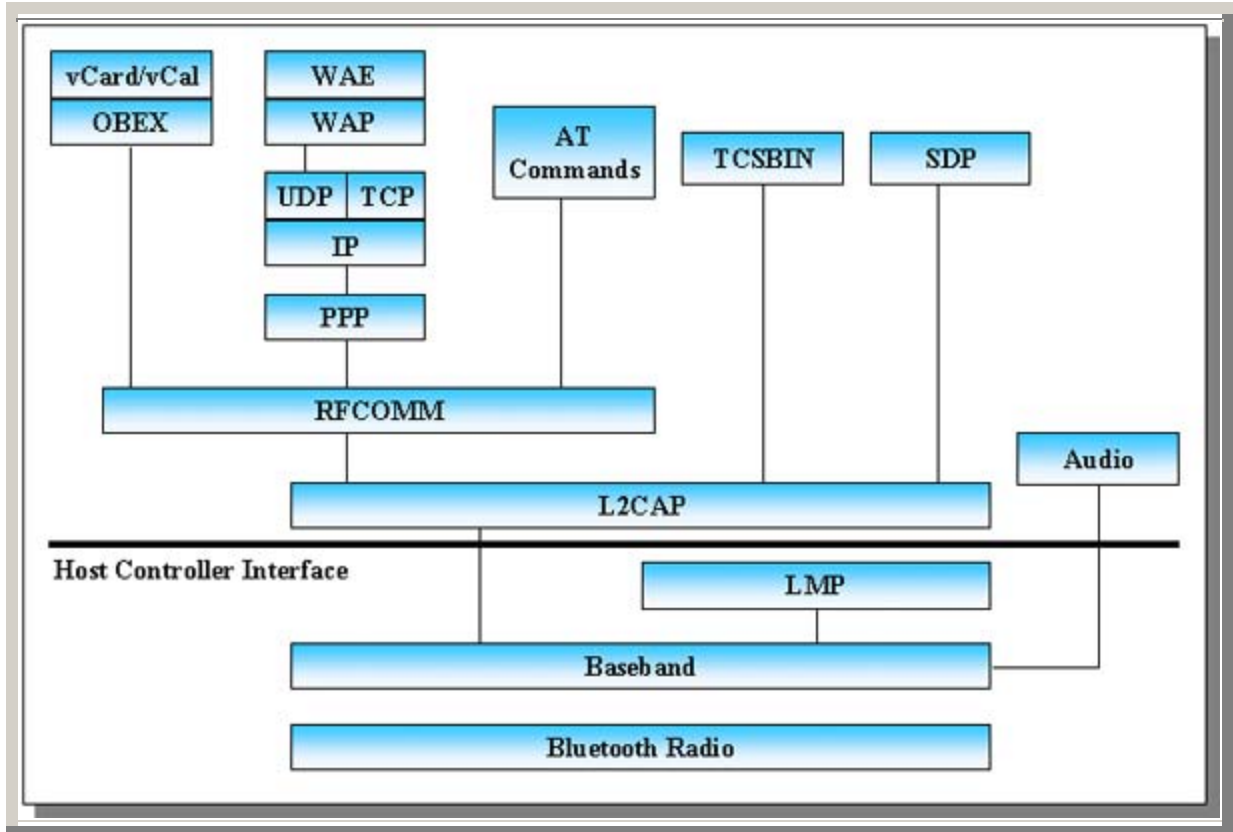 vCard/vCal
OBEX
WAE
WAP
UDP TCP
IP
PPP
AT
Commands
TCSBIN
SDP
RFCOMM
Audio
L2CAP
Host Controller Interface
LMP
Baseband
Bluetooth Radio